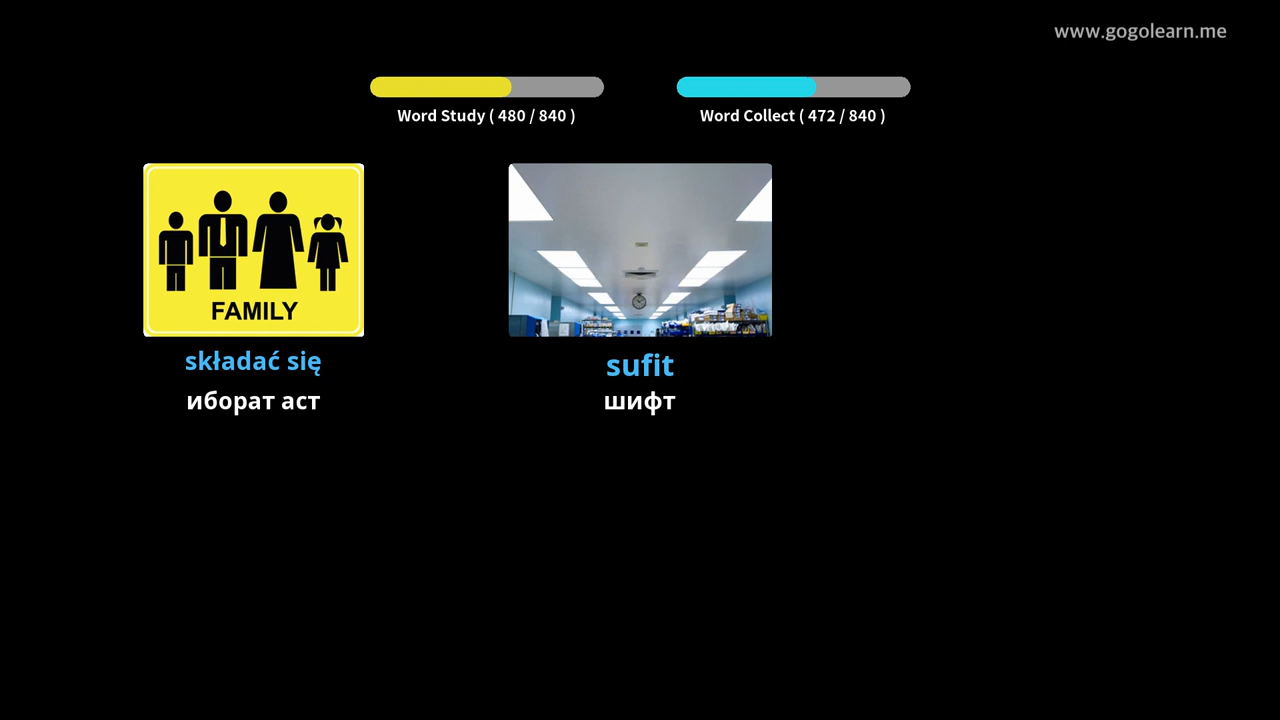 www.gogolearn.me
Word Study ( 480 / 840 )
Word Collect ( 472 / 840 )
FAMILY
składać się
иборат аст
sufit
шифт